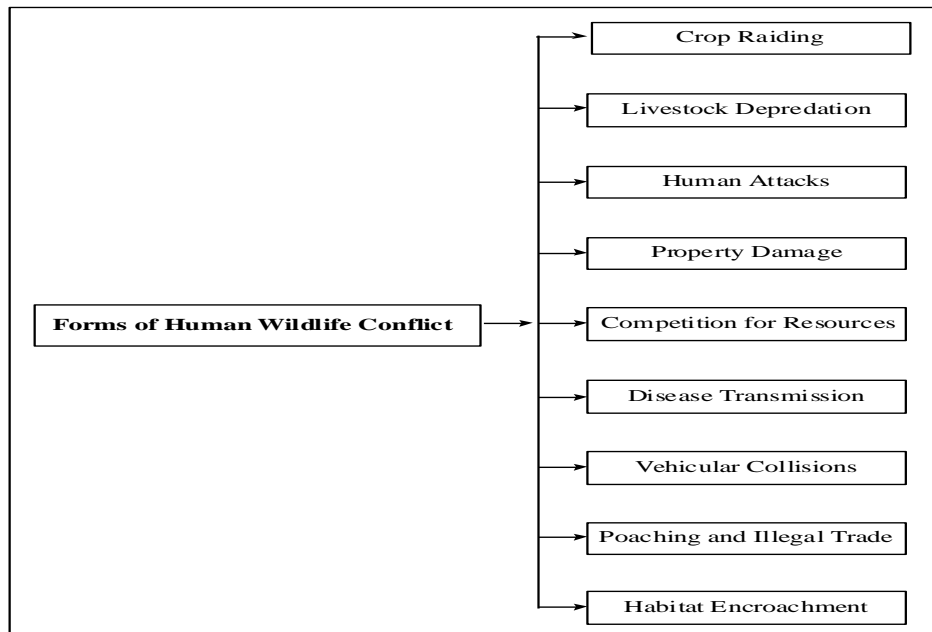 Crop Raiding
Livestock Depredation
Human Attacks
Property Damage
Forms of Human Wildlife Conflict
Competition for Resources
Disease Transmission
Vehicular Collisions
Poaching and Illegal Trade
Habitat Encroachment